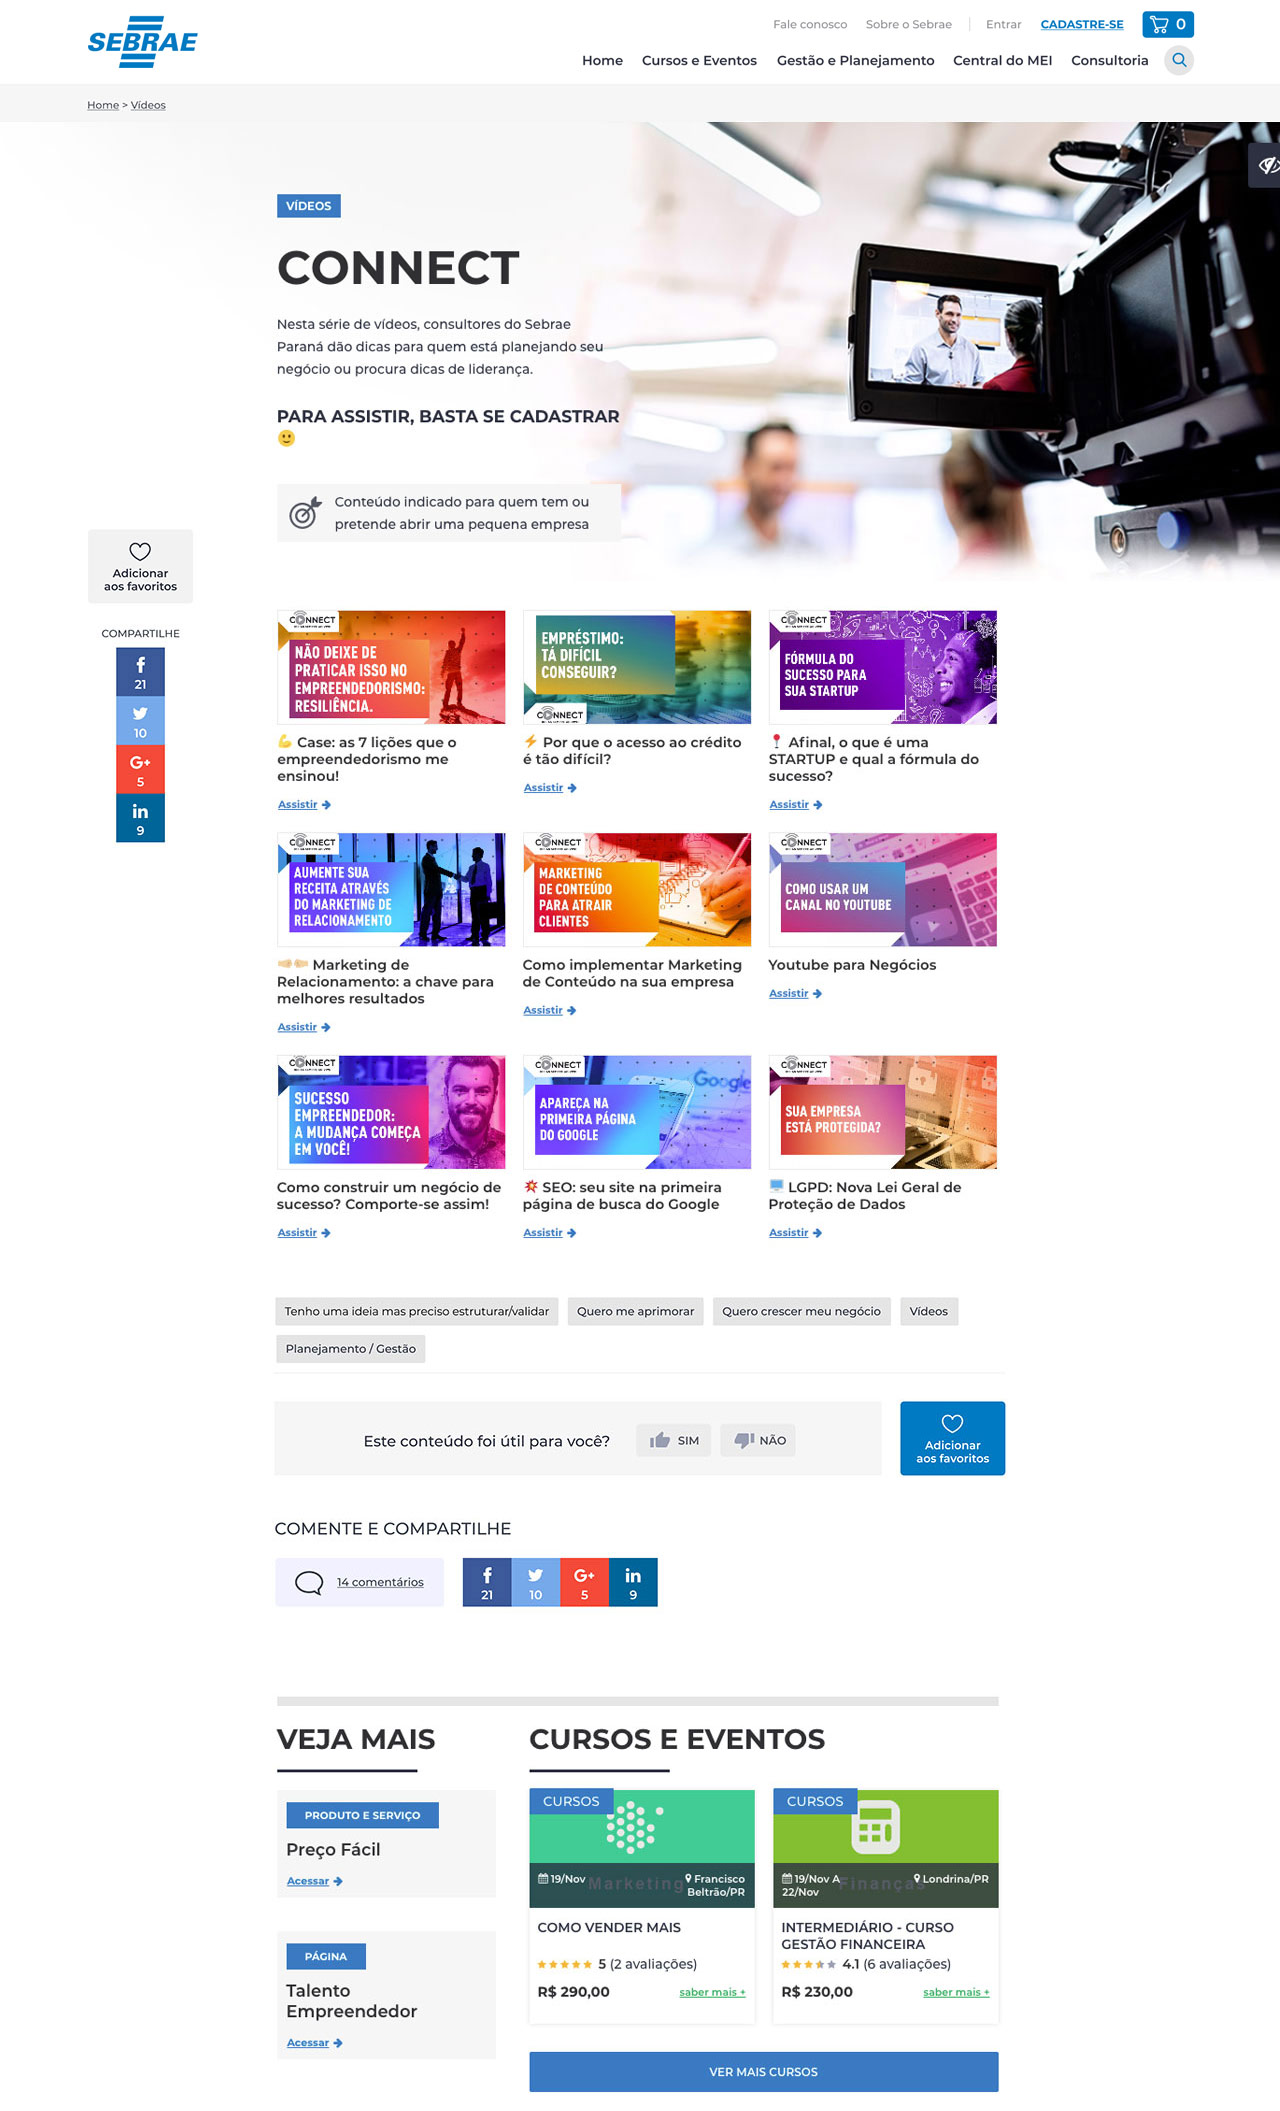 SEBRAE
Fale conosco
Sobre o Sebrae
Entrar
CADASTRE-SE
0
Home
Cursos e Eventos
Gestão e Planejamento
Central do MEI
Consultoria
Home > Vídeos
VÍDEOS
CONNECT
Nesta série de vídeos, consultores do Sebrae
Paraná dão dicas para quem está planejando seu
negócio ou procura dicas de liderança.
PARA ASSISTIR, BASTA SE CADASTRAR
🙂
Conteúdo indicado para quem tem ou
pretende abrir uma pequena empresa
Adicionar
aos favoritos
COMPARTILHE
21
10
G+
5
in
9
CONNECT
NÃO DEIXE DE
PRATICAR ISSO NO
EMPREENDEDORISMO:
RESILIÊNCIA.
💪 Case: as 7 lições que o
empreendedorismo me
ensinou!
Assistir
EMPRÉSTIMO:
TÁ DIFÍCIL
CONSEGUIR?
CONNECT
⚡ Por que o acesso ao crédito
é tão difícil?
Assistir
CONNECT
FÓRMULA DO
SUCESSO PARA
SUA STARTUP
📍 Afinal, o que é uma
STARTUP e qual a fórmula do
sucesso?
Assistir
CONNECT
AUMENTE SUA
RECEITA ATRAVÉS
DO MARKETING DE
RELACIONAMENTO
🤜🤛 Marketing de
Relacionamento: a chave para
melhores resultados
Assistir
CONNECT
MARKETING
DE CONTEÚDO
PARA ATRAIR
CLIENTES
Como implementar Marketing
de Conteúdo na sua empresa
Assistir
CONNECT
COMO USAR UM
CANAL NO YOUTUBE
Youtube para Negócios
Assistir
CONNECT
SUCESSO
EMPREENDEDOR:
A MUDANÇA COMEÇA
EM VOCÊ!
Como construir um negócio de
sucesso? Comporte-se assim!
Assistir
CONNECT
Google
APAREÇA NA
PRIMEIRA PÁGINA
DO GOOGLE
💥 SEO: seu site na primeira
página de busca do Google
Assistir
CONNECT
SUA EMPRESA
ESTÁ PROTEGIDA?
🖥 LGPD: Nova Lei Geral de
Proteção de Dados
Assistir
Tenho uma ideia mas preciso estruturar/validar
Quero me aprimorar
Quero crescer meu negócio
Vídeos
Planejamento / Gestão
Este conteúdo foi útil para você?
SIM
NÃO
Adicionar
aos favoritos
COMENTE E COMPARTILHE
14 comentários
21
10
G+
5
in
9
VEJA MAIS
PRODUTO E SERVIÇO
Preço Fácil
Acessar
PÁGINA
Talento
Empreendedor
Acessar
CURSOS E EVENTOS
CURSOS
Marketing
19/Nov
Francisco
Beltrão/PR
COMO VENDER MAIS
5 (2 avaliações)
R$ 290,00
saber mais +
CURSOS
Finanças
19/Nov A
22/Nov
Londrina/PR
INTERMEDIÁRIO - CURSO
GESTÃO FINANCEIRA
4.1 (6 avaliações)
R$ 230,00
saber mais +
VER MAIS CURSOS